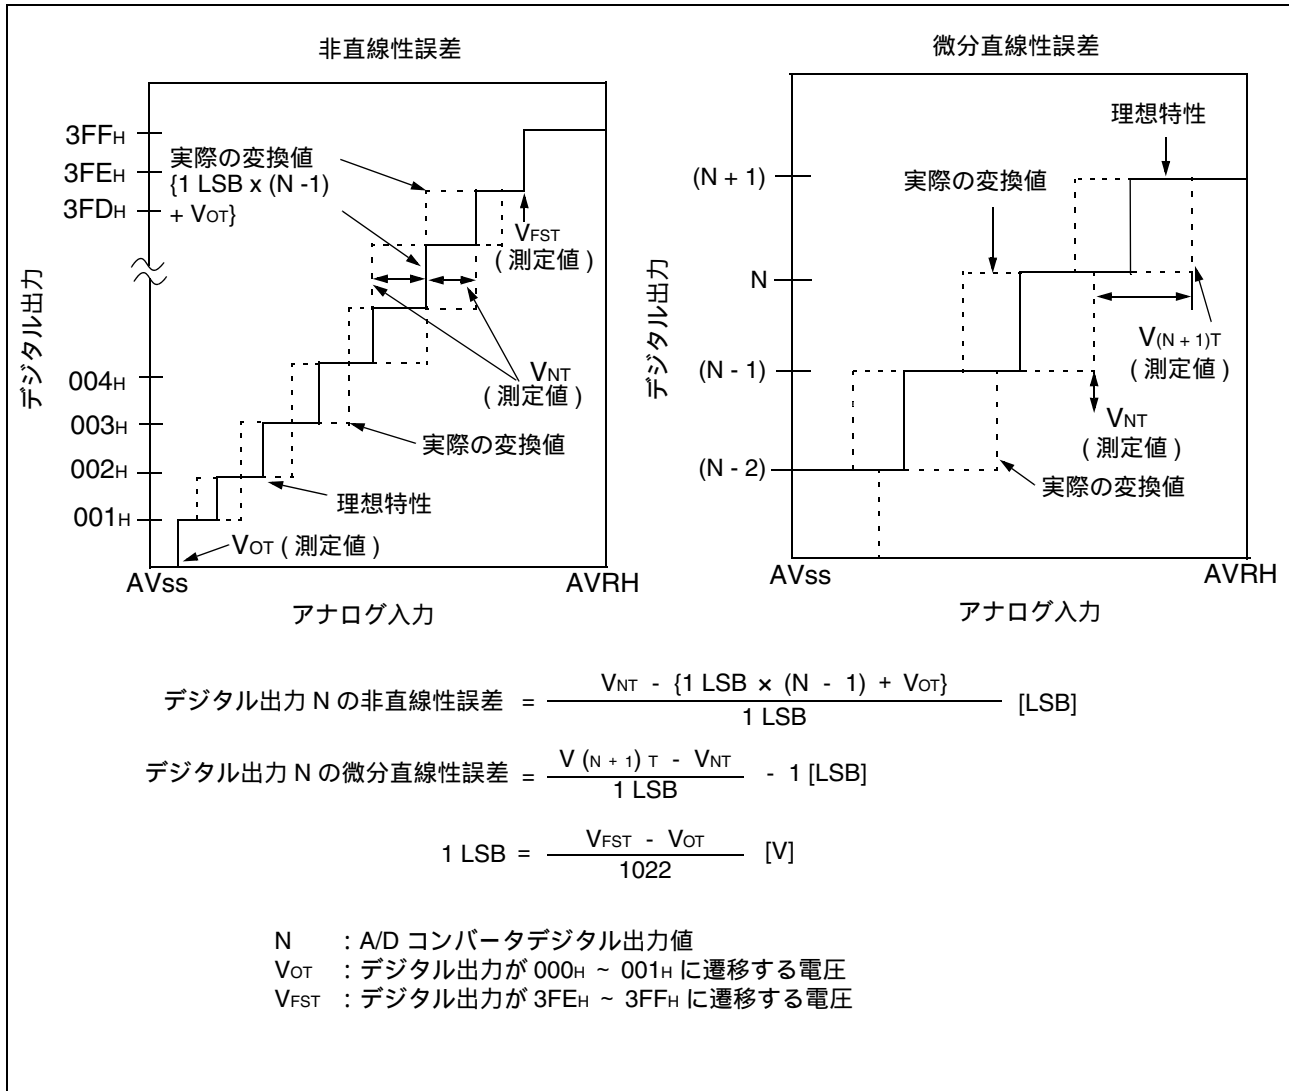 非直線性誤差
3FFH
3FEH
3FDH
004H
003H
002H
001H
デジタル出力
実際の変換値
{1 LSB x (N -1)
+ VOT}
VFST
( 測定値 )
VNT
( 測定値 )
実際の変換値
理想特性
VOT ( 測定値 )
AVss
AVRH
アナログ入力
微分直線性誤差
理想特性
実際の変換値
(N + 1)
N
(N - 1)
(N - 2)
デジタル出力
V(N + 1)T
( 測定値 )
VNT
( 測定値 )
実際の変換値
AVss
AVRH
アナログ入力
デジタル出力 N の非直線性誤差 = VNT - {1 LSB × (N - 1) + VOT} / 1 LSB [LSB]
デジタル出力 N の微分直線性誤差 = V (N + 1) T - VNT / 1 LSB - 1 [LSB]
1 LSB = VFST - VOT / 1022 [V]
N : A/D コンバータデジタル出力値
VOT : デジタル出力が 000H ~ 001H に遷移する電圧
VFST : デジタル出力が 3FEH ~ 3FFH に遷移する電圧